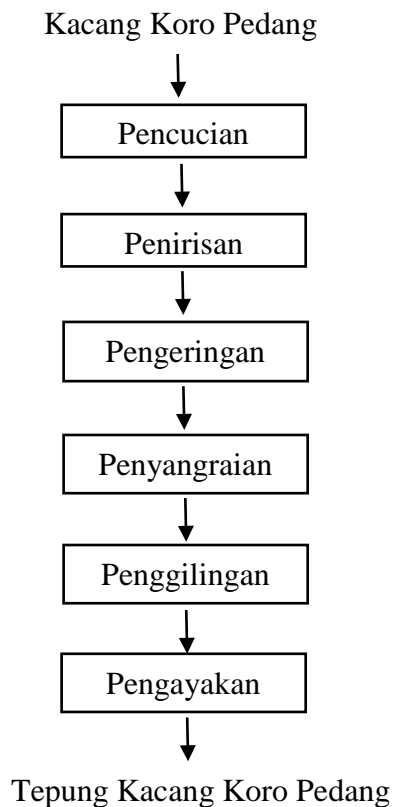 Kacang Koro Pedang
Pencucian
Penirisan
Pengeringan
Penyangraian
Penggilingan
Pengayakan
Tepung Kacang Koro Pedang